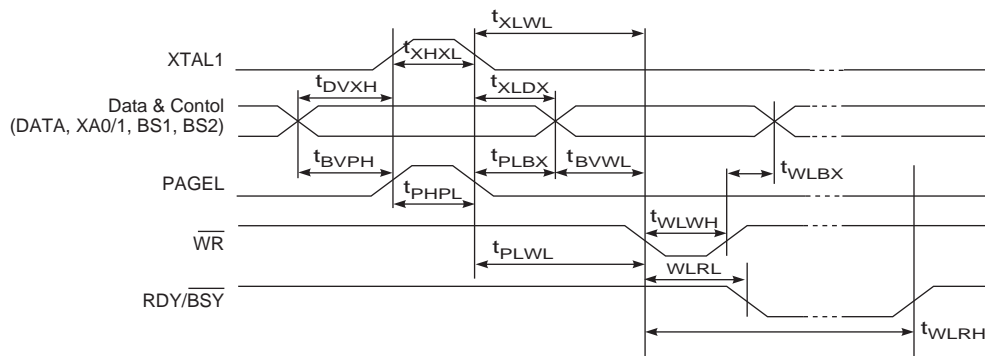 tXLWL
XTAL1
tXHXL
tDVXH
tXLDX
Data & Contol
(DATA, XA0/1, BS1, BS2)
tBVPH
tPLBX
tBVWL
tWLBX
PAGEL
tPHPL
tWLWH
WR
tPLWL
WLRL
RDY/BSY
tWLRH